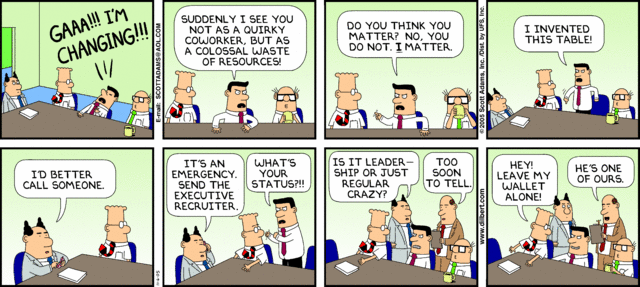 GAAA!!! I'M
CHANGING!!!
E-mail: SCOTTADAMS@AOL.COM
SUDDENLY I SEE YOU
NOT AS A QUIRKY
COWORKER, BUT AS
A COLOSSAL WASTE
OF RESOURCES!
DO YOU THINK YOU
MATTER? NO, YOU
DO NOT. I MATTER.
© 2005 Scott Adams, Inc./Dist. by UFS, Inc.
I INVENTED
THIS TABLE!
I'D BETTER
CALL SOMEONE.
IT'S AN
EMERGENCY.
SEND THE
EXECUTIVE
RECRUITER.
WHAT'S
YOUR
STATUS?!!
IS IT LEADER-
SHIP OR JUST
REGULAR
CRAZY?
TOO
SOON
TO TELL.
www.dilbert.com
HEY!
LEAVE MY
WALLET
ALONE!
HE'S ONE
OF OURS.